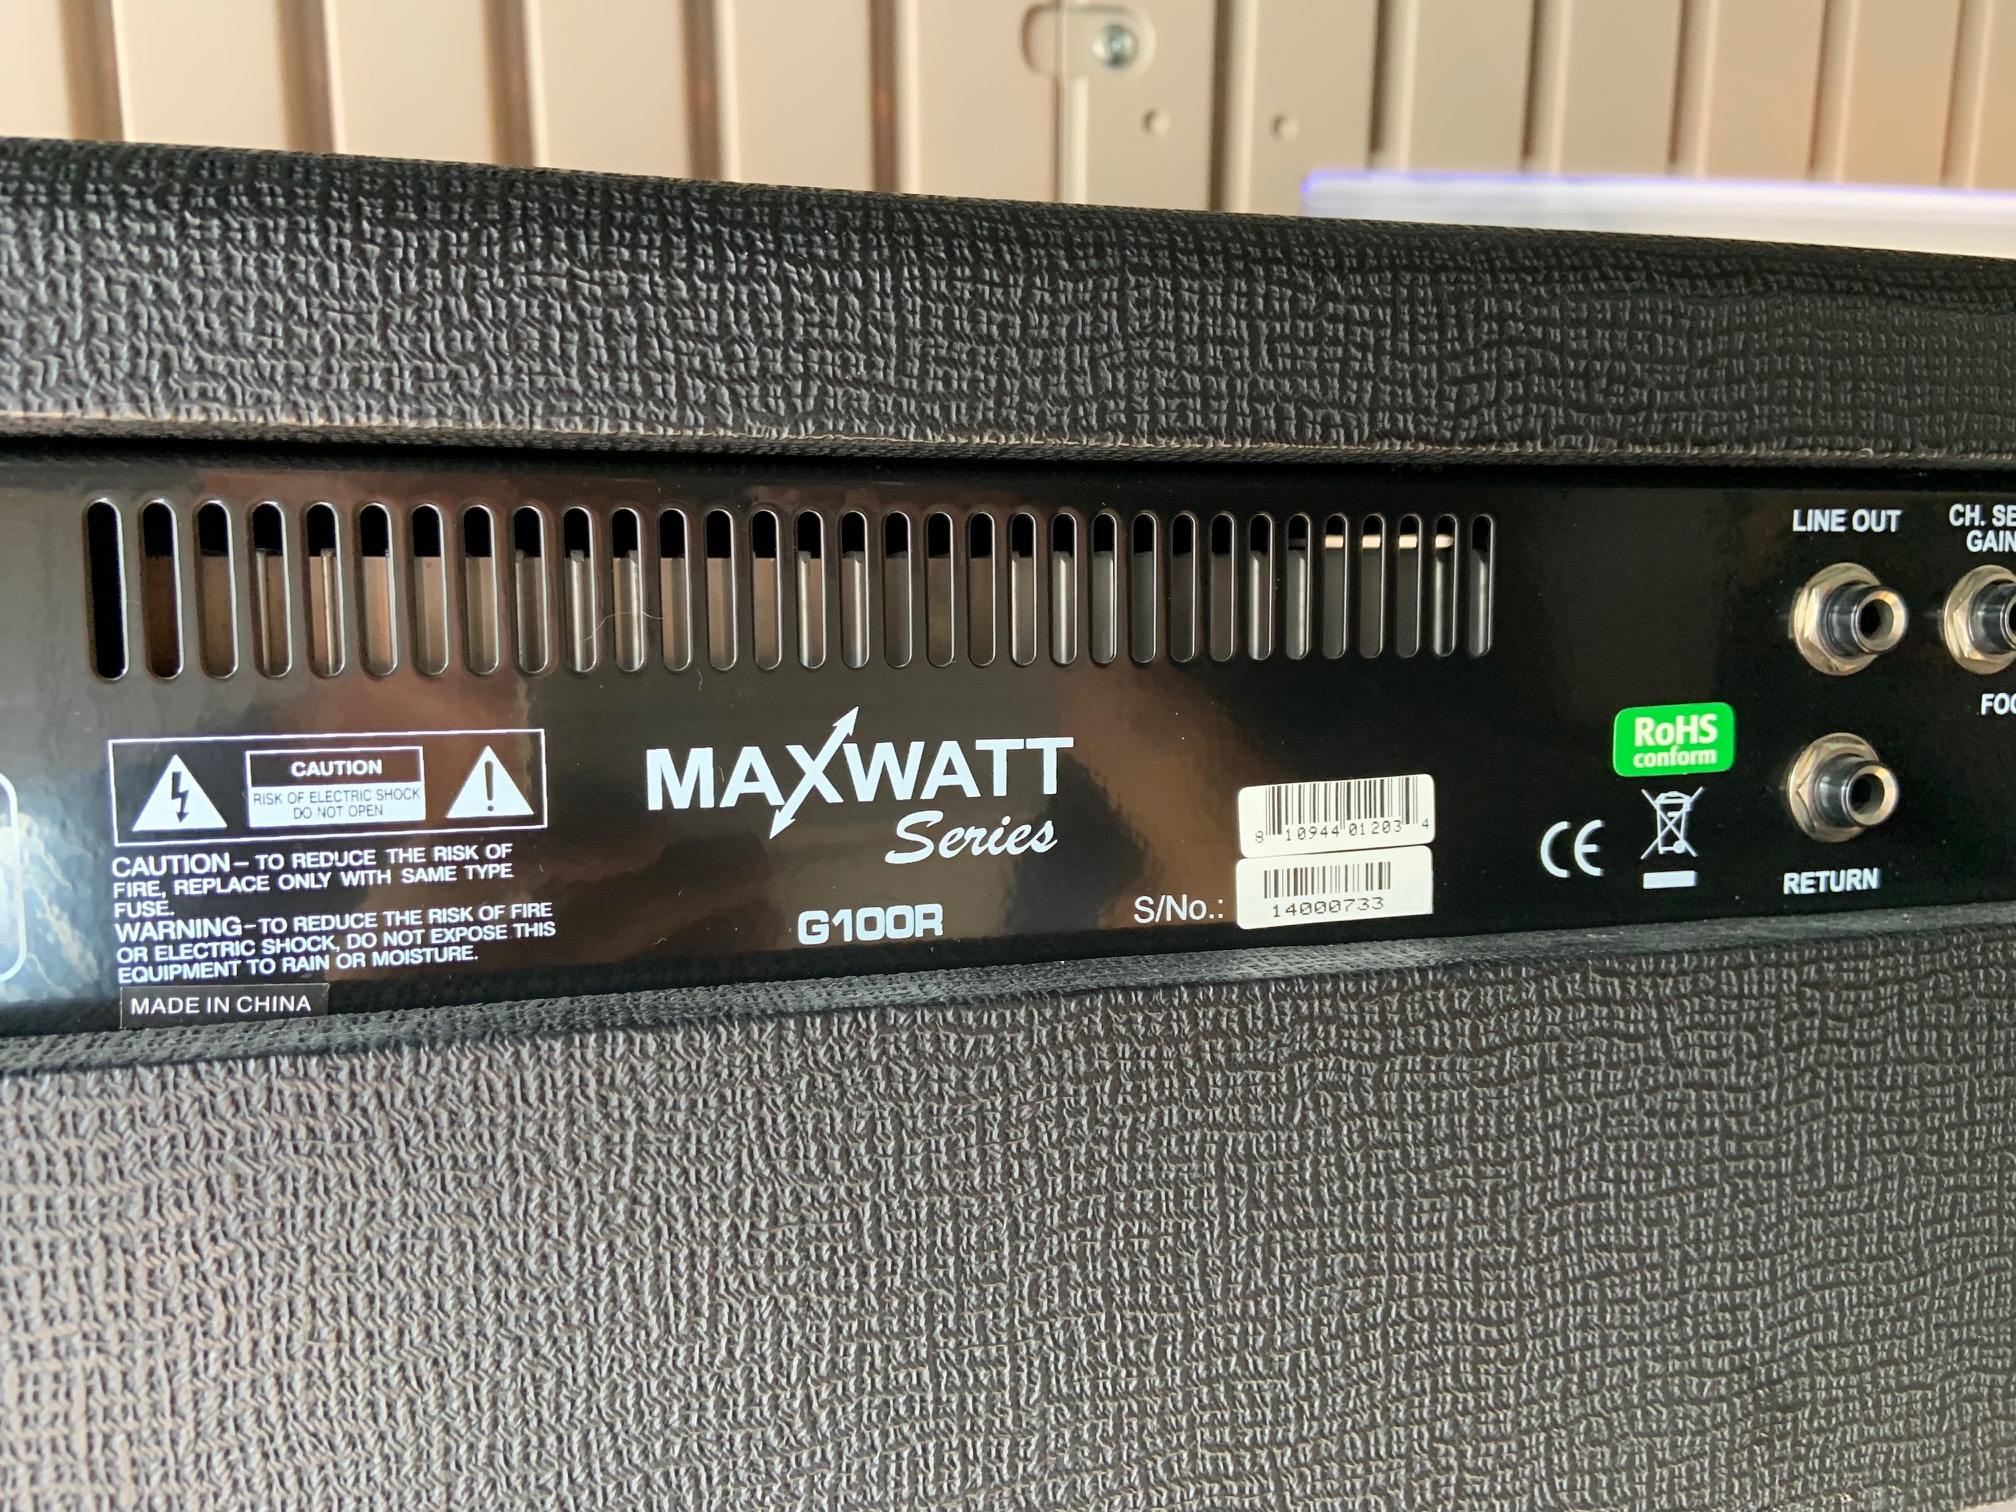 LINE OUT
CH. SE
GAIN
FOO
RoHS
conform
RETURN
CAUTION
RISK OF ELECTRIC SHOCK
DO NOT OPEN
CAUTION – TO REDUCE THE RISK OF
FIRE, REPLACE ONLY WITH SAME TYPE
FUSE.
WARNING – TO REDUCE THE RISK OF FIRE
OR ELECTRIC SHOCK, DO NOT EXPOSE THIS
EQUIPMENT TO RAIN OR MOISTURE.
MADE IN CHINA
MAXWATT
Series
G100R
8 10944 01203 4
S/No.: 14000733
CE